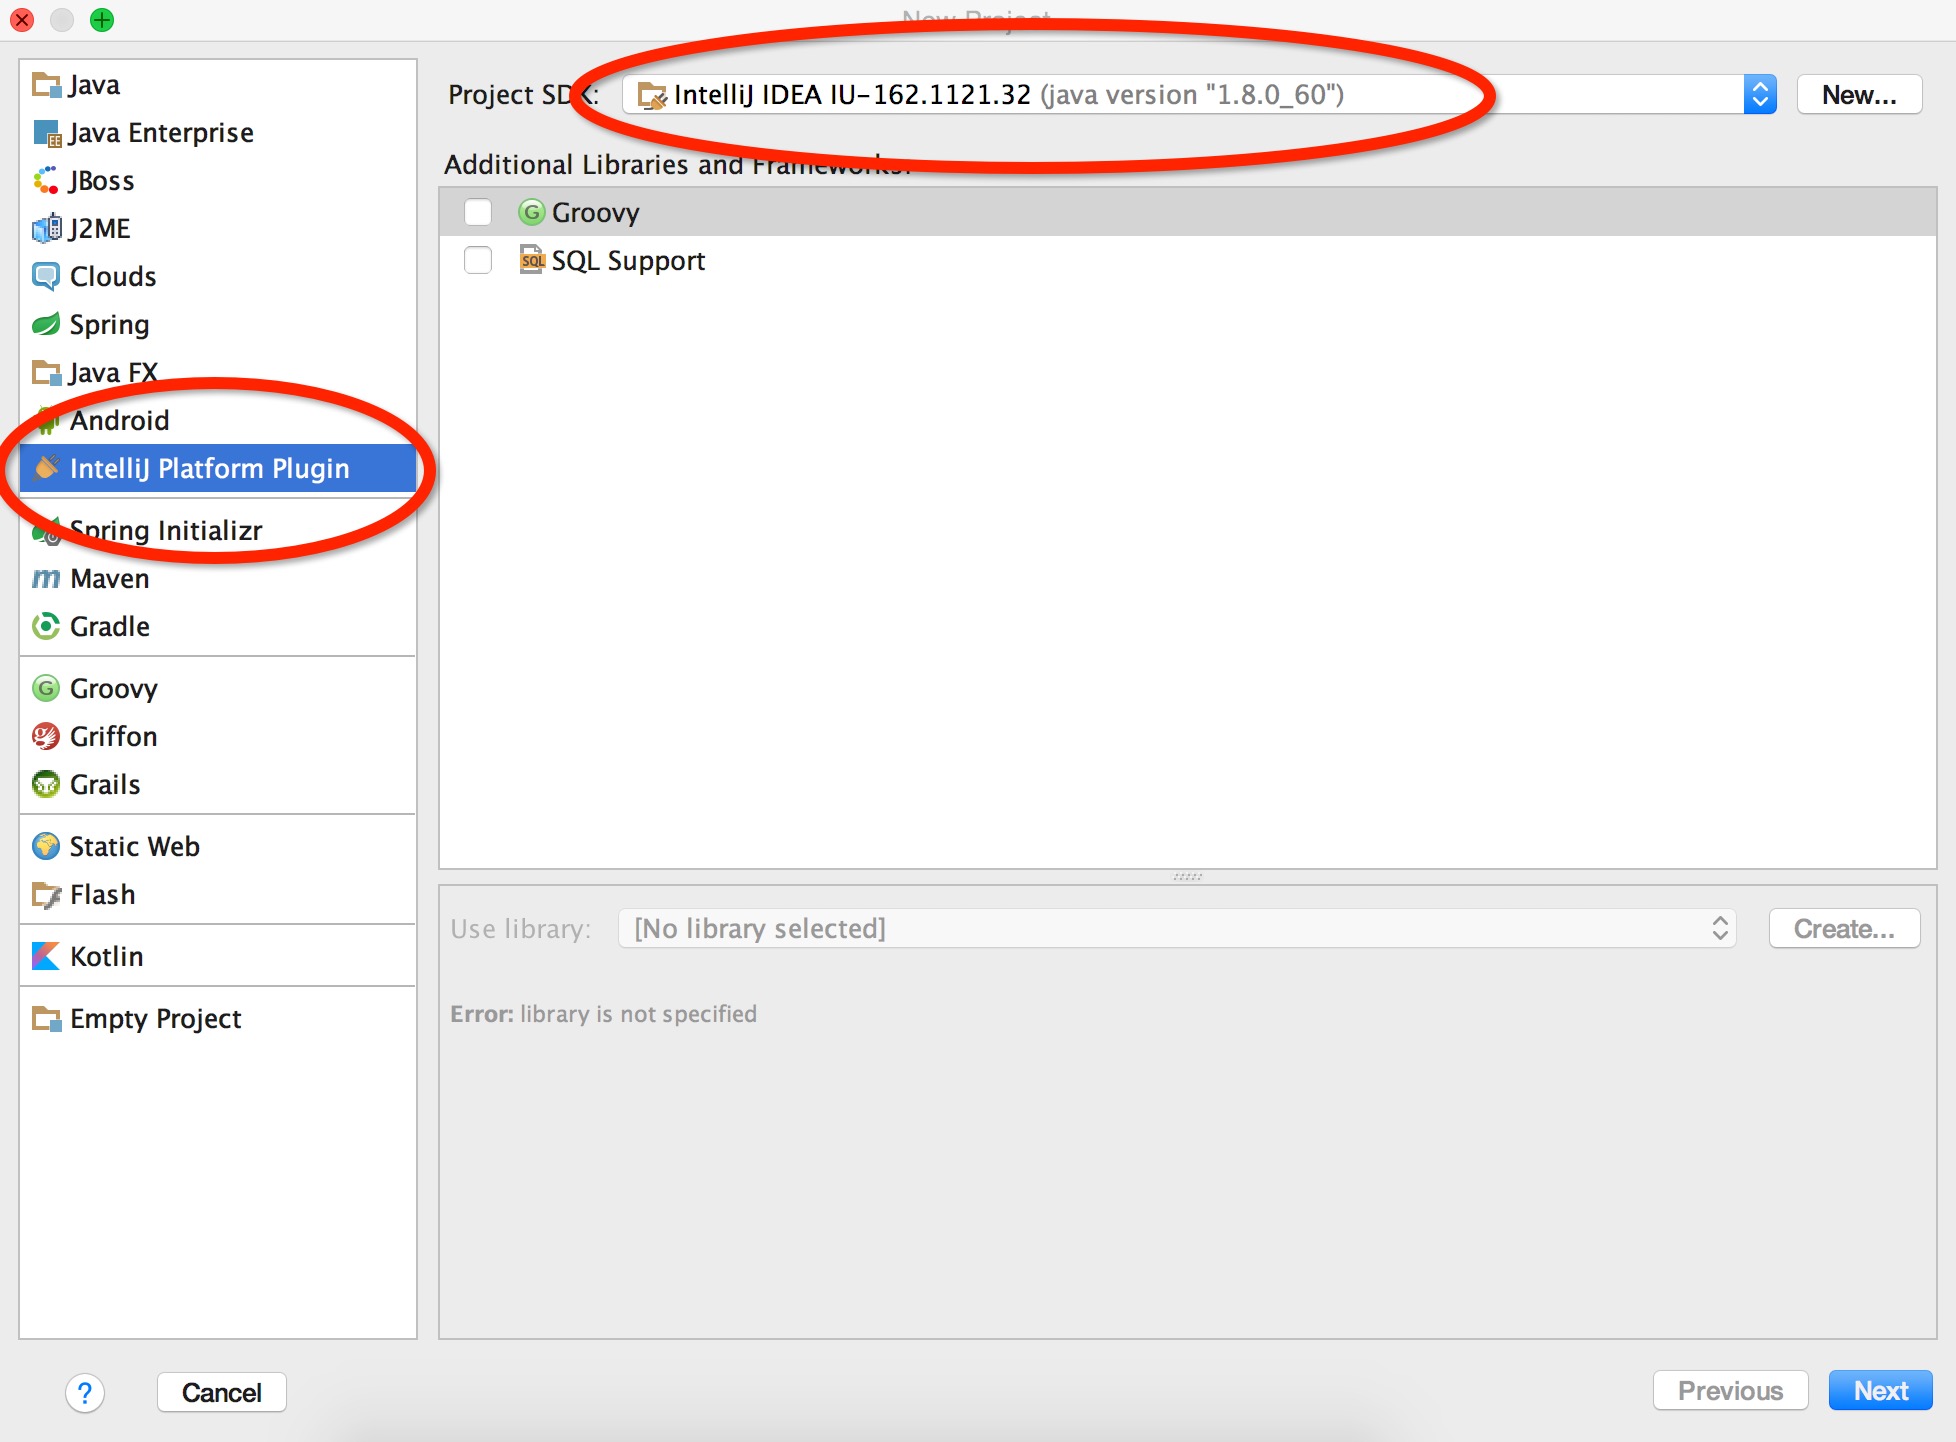 New Project
Java
Java Enterprise
JBoss
J2ME
Clouds
Spring
Java FX
Android
IntelliJ Platform Plugin
Spring Initializr
Maven
Gradle
Groovy
Griffon
Grails
Static Web
Flash
Kotlin
Empty Project
Project SDK: IntelliJ IDEA IU-162.1121.32 (java version "1.8.0_60") New...
Additional Libraries and Frameworks:
G Groovy
SQL SQL Support
Use library: [No library selected] Create...
Error: library is not specified
? Cancel Previous Next